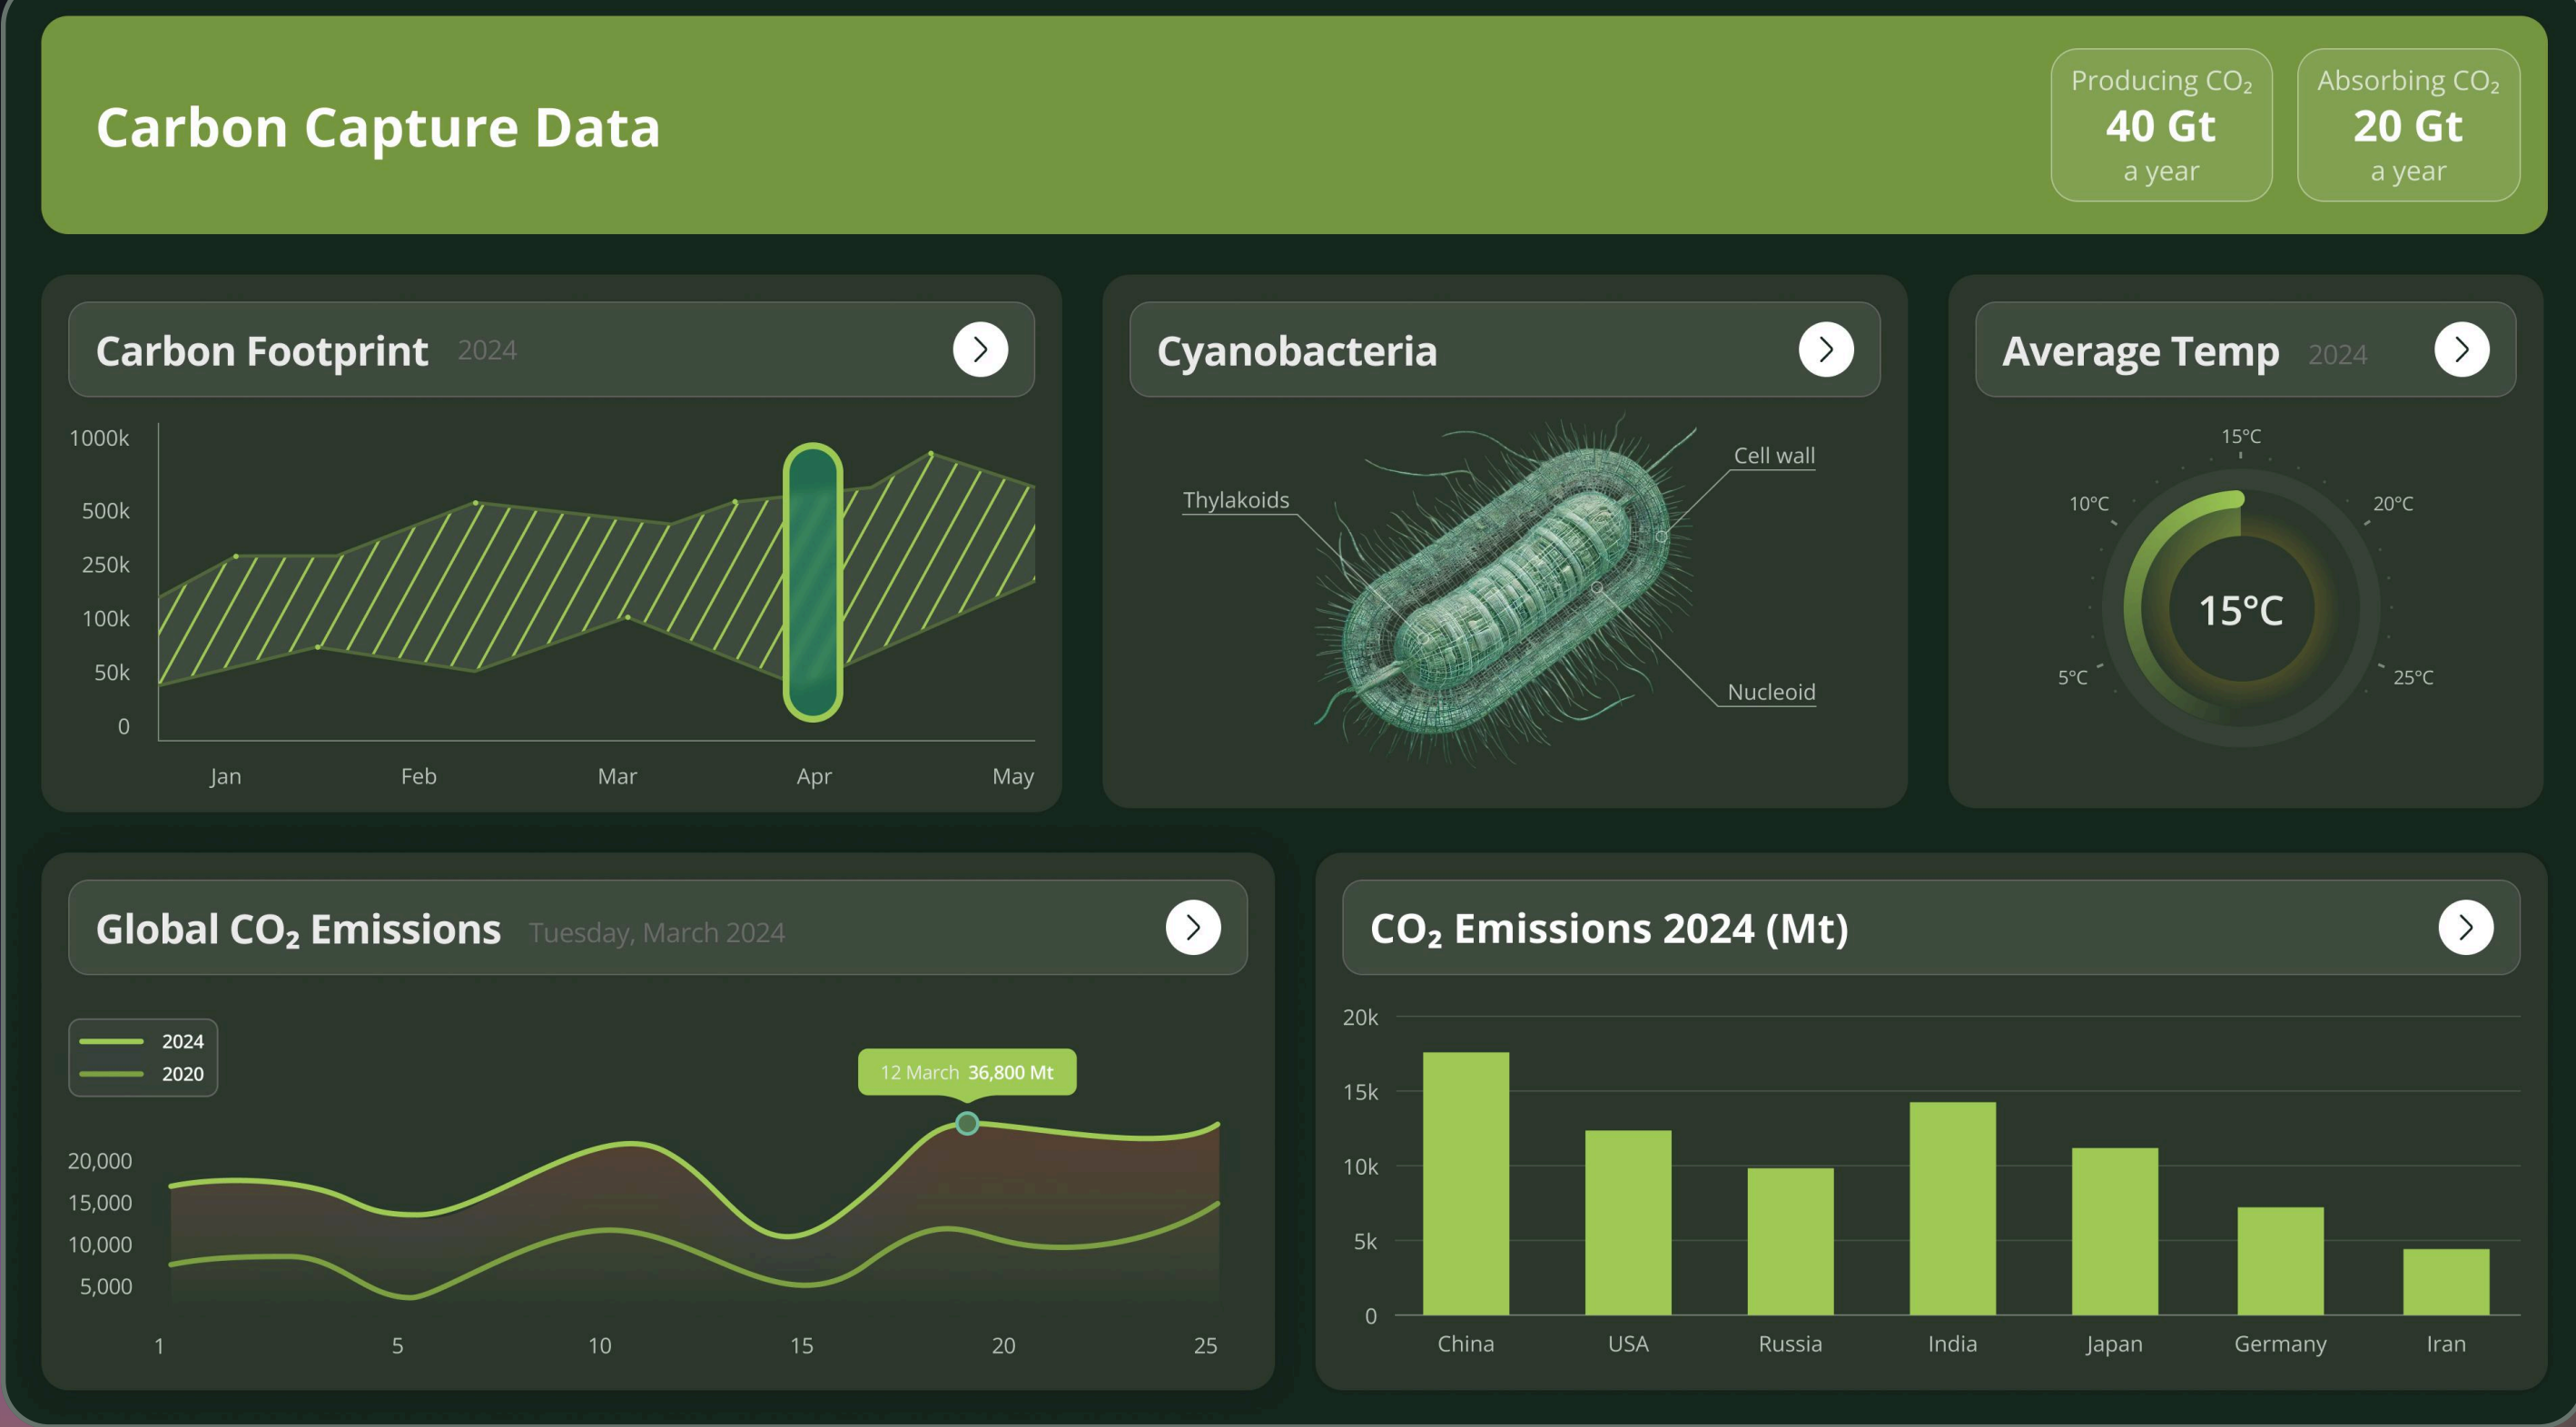 Carbon Capture Data
Producing CO₂
40 Gt
a year
Absorbing CO₂
20 Gt
a year
Carbon Footprint 2024
1000k
500k
250k
100k
50k
0
Jan Feb Mar Apr May
Cyanobacteria
Cell wall
Thylakoids
Nucleoid
Average Temp 2024
15°C
10°C 20°C
15°C
5°C 25°C
Global CO₂ Emissions Tuesday, March 2024
2024
2020
12 March 36,800 Mt
20,000
15,000
10,000
5,000
1 5 10 15 20 25
CO₂ Emissions 2024 (Mt)
20k
15k
10k
5k
0
China USA Russia India Japan Germany Iran